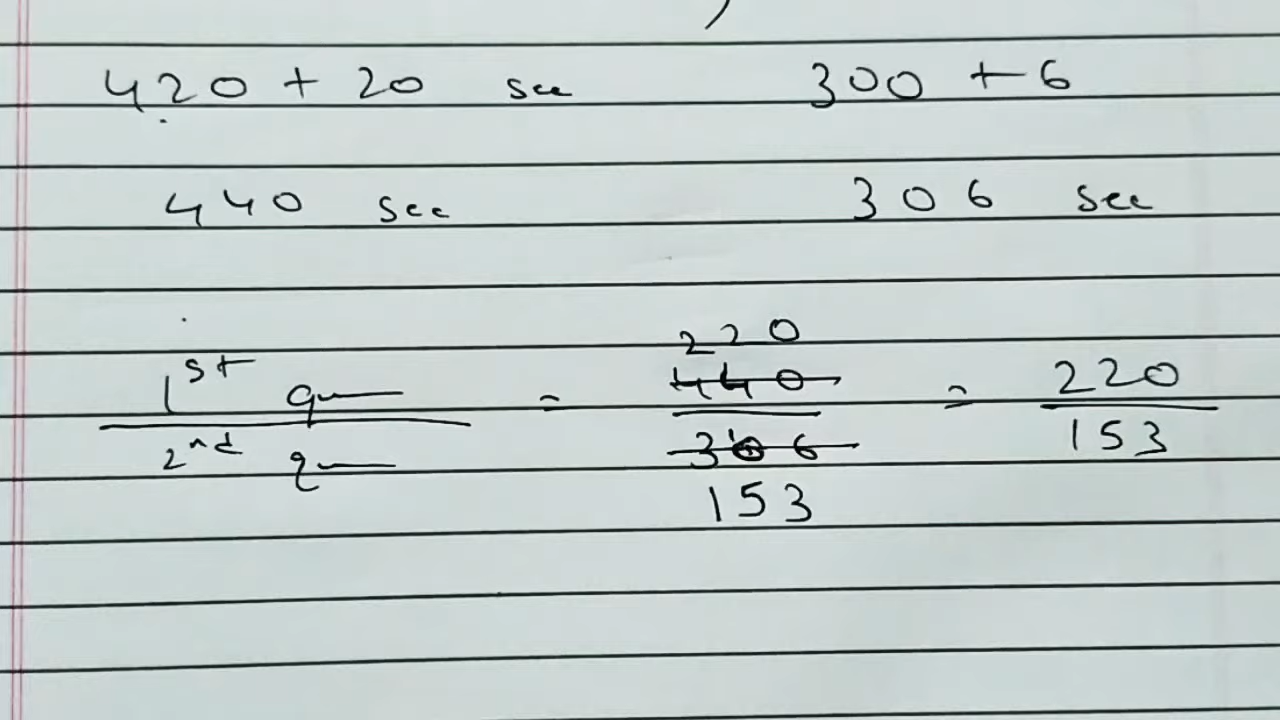 420 + 20 sec 300 + 6
440 sec 306 sec
220
1st qu = 440 = 220
2nd qu 306 153
153